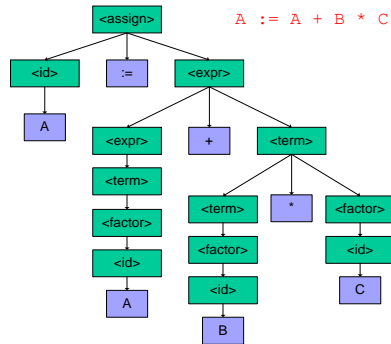 <assign> A := A + B * C
<id> := <expr>
A <expr> + <term>
<term> <term> * <factor>
<factor> <factor> <id>
<id> <id> C
A B